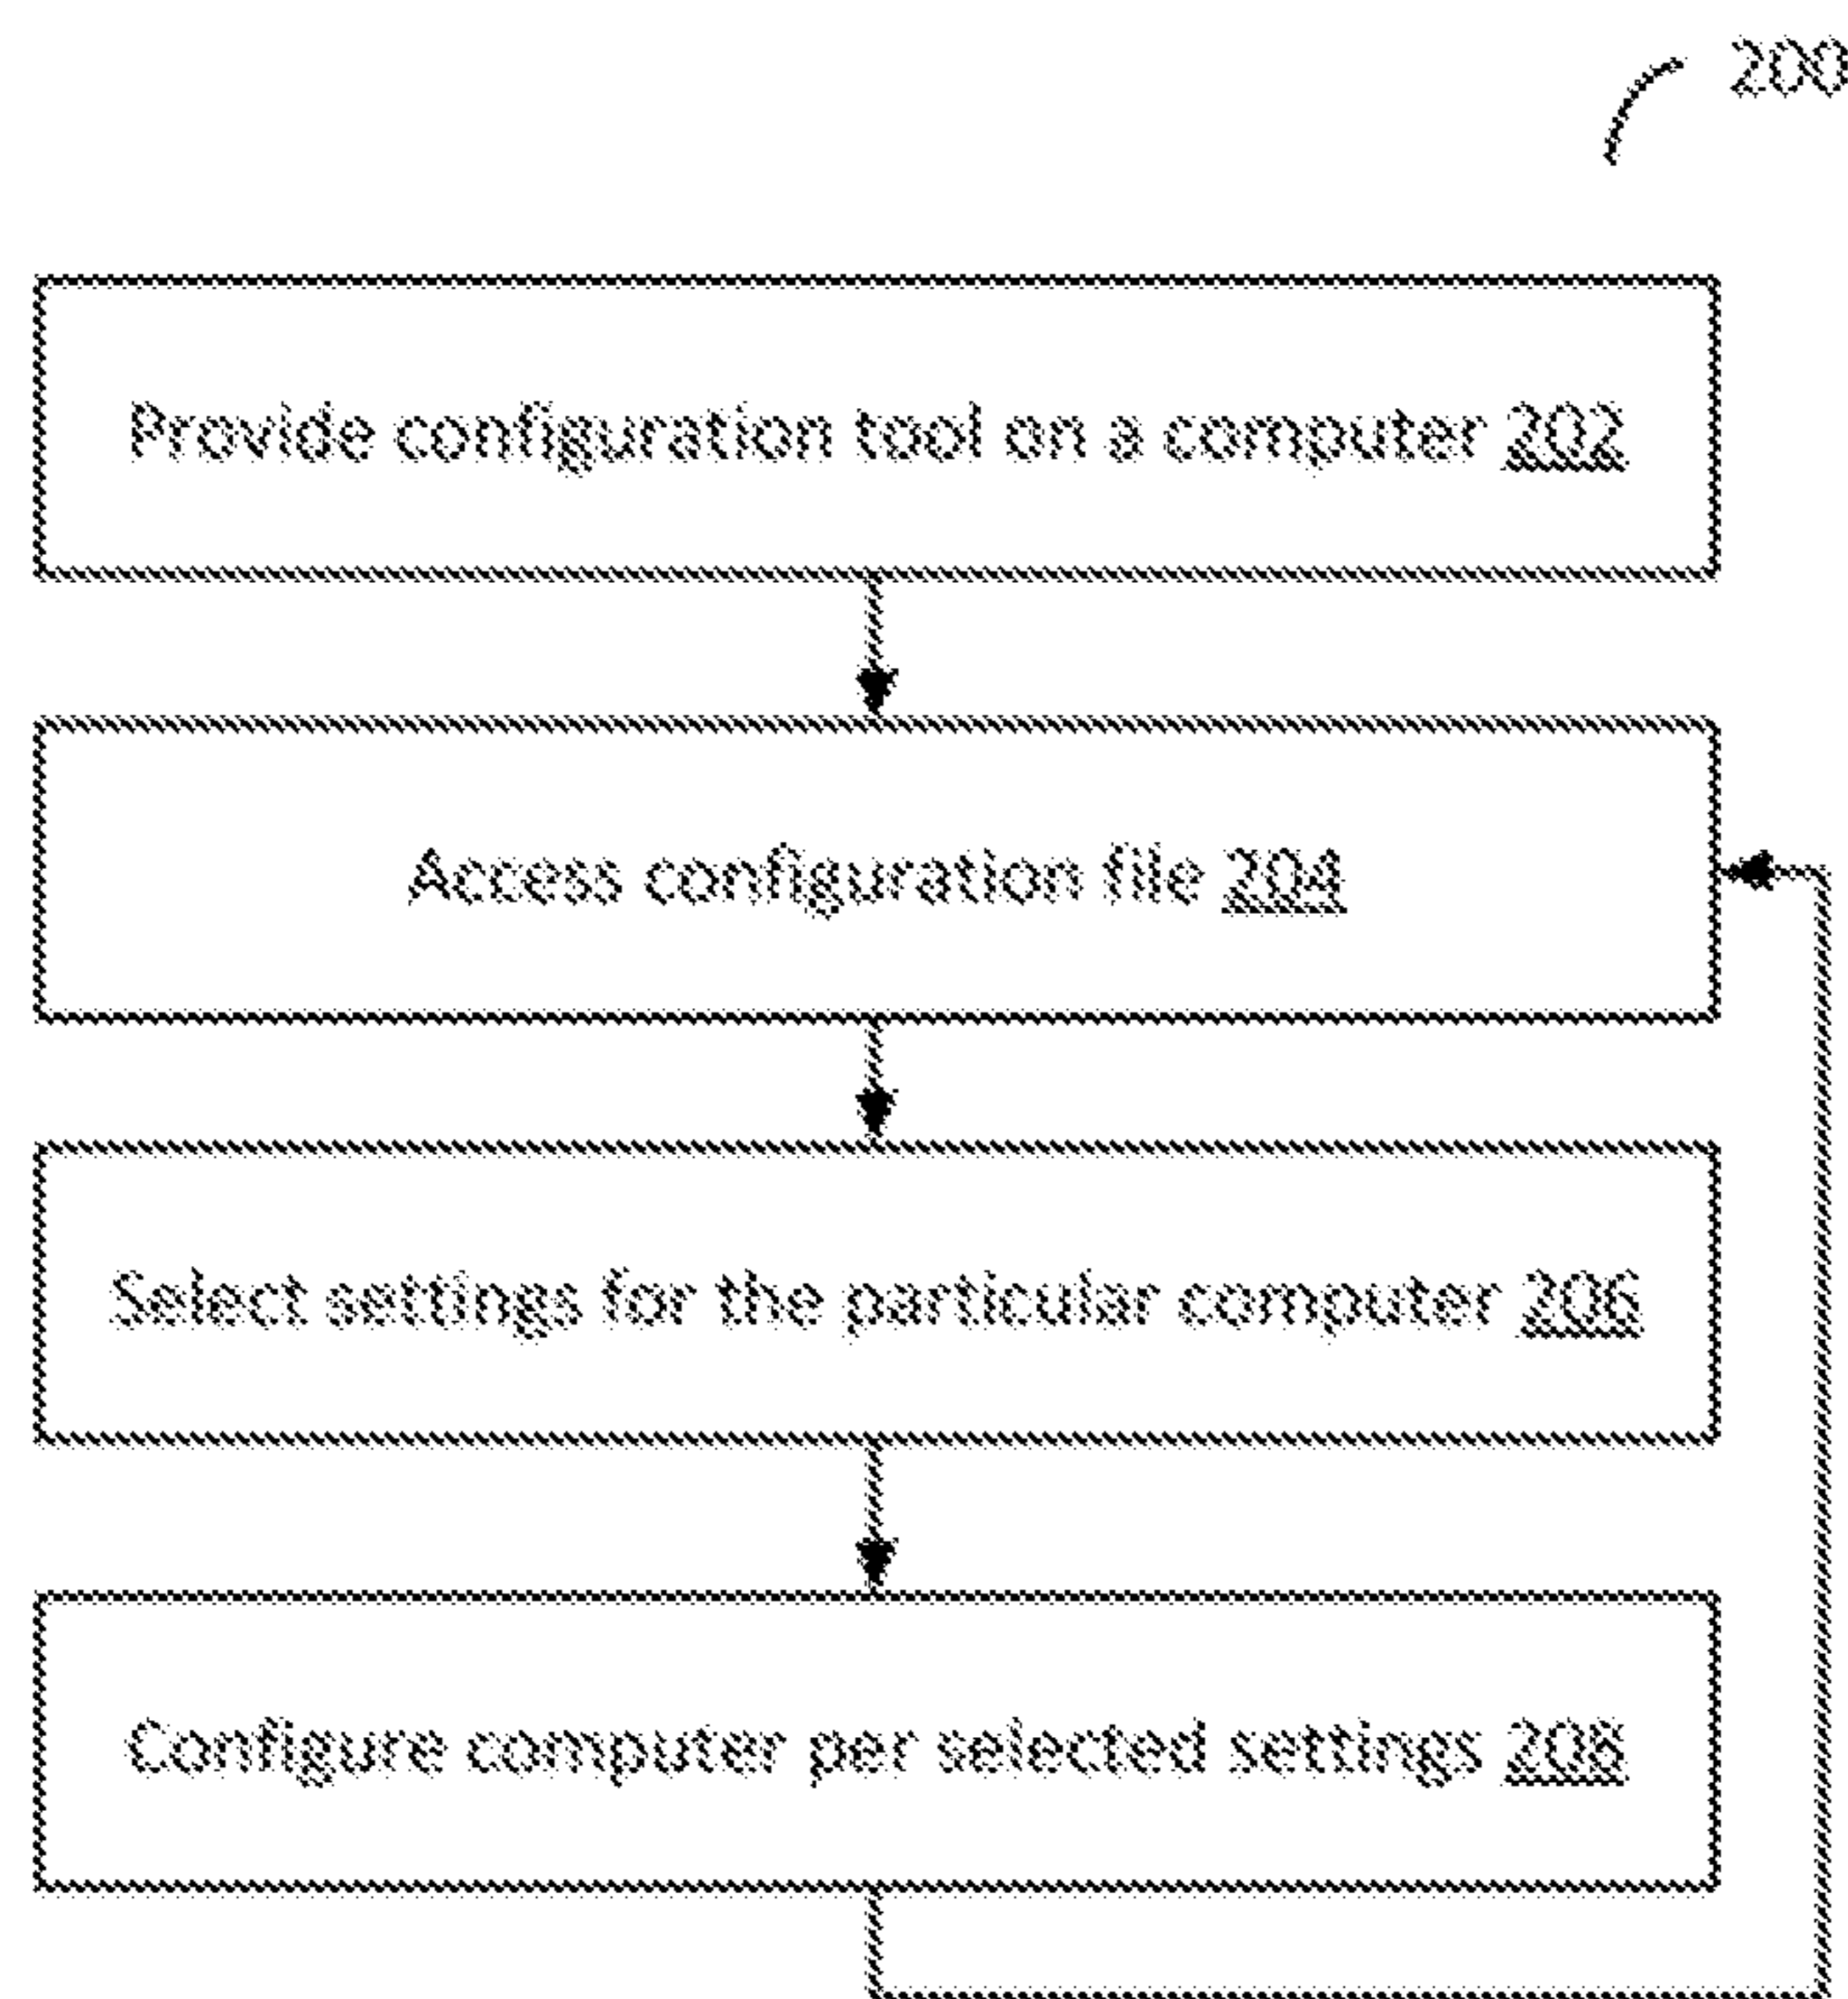 200
Provide configuration tool on a computer 202
Access configuration file 204
Select settings for the particular computer 206
Configure computer per selected settings 208